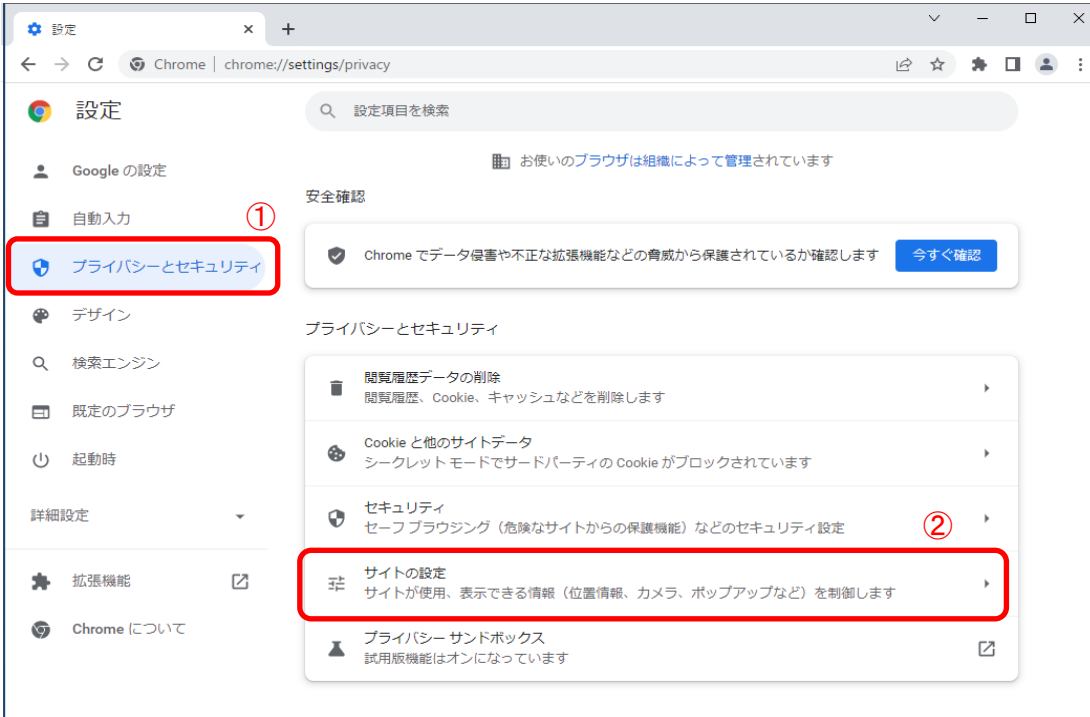 設定
Chrome | chrome://settings/privacy
設定
設定項目を検索
お使いのブラウザは組織によって管理されています
Google の設定
自動入力
①
プライバシーとセキュリティ
デザイン
検索エンジン
既定のブラウザ
起動時
詳細設定
拡張機能
Chrome について
安全確認
Chrome でデータ侵害や不正な拡張機能などの脅威から保護されているか確認します
今すぐ確認
プライバシーとセキュリティ
閲覧履歴データの削除
閲覧履歴、Cookie、キャッシュなどを削除します
Cookie と他のサイトデータ
シークレット モードでサードパーティの Cookie がブロックされています
セキュリティ
セーフ ブラウジング（危険なサイトからの保護機能）などのセキュリティ設定
②
サイトの設定
サイトが使用、表示できる情報（位置情報、カメラ、ポップアップなど）を制御します
プライバシー サンドボックス
試用版機能はオンになっています